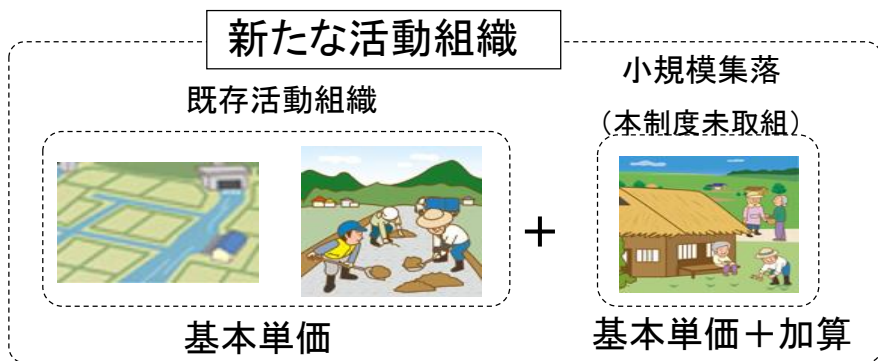 新たな活動組織
既存活動組織
小規模集落
（本制度未取組）
＋
基本単価
基本単価＋加算